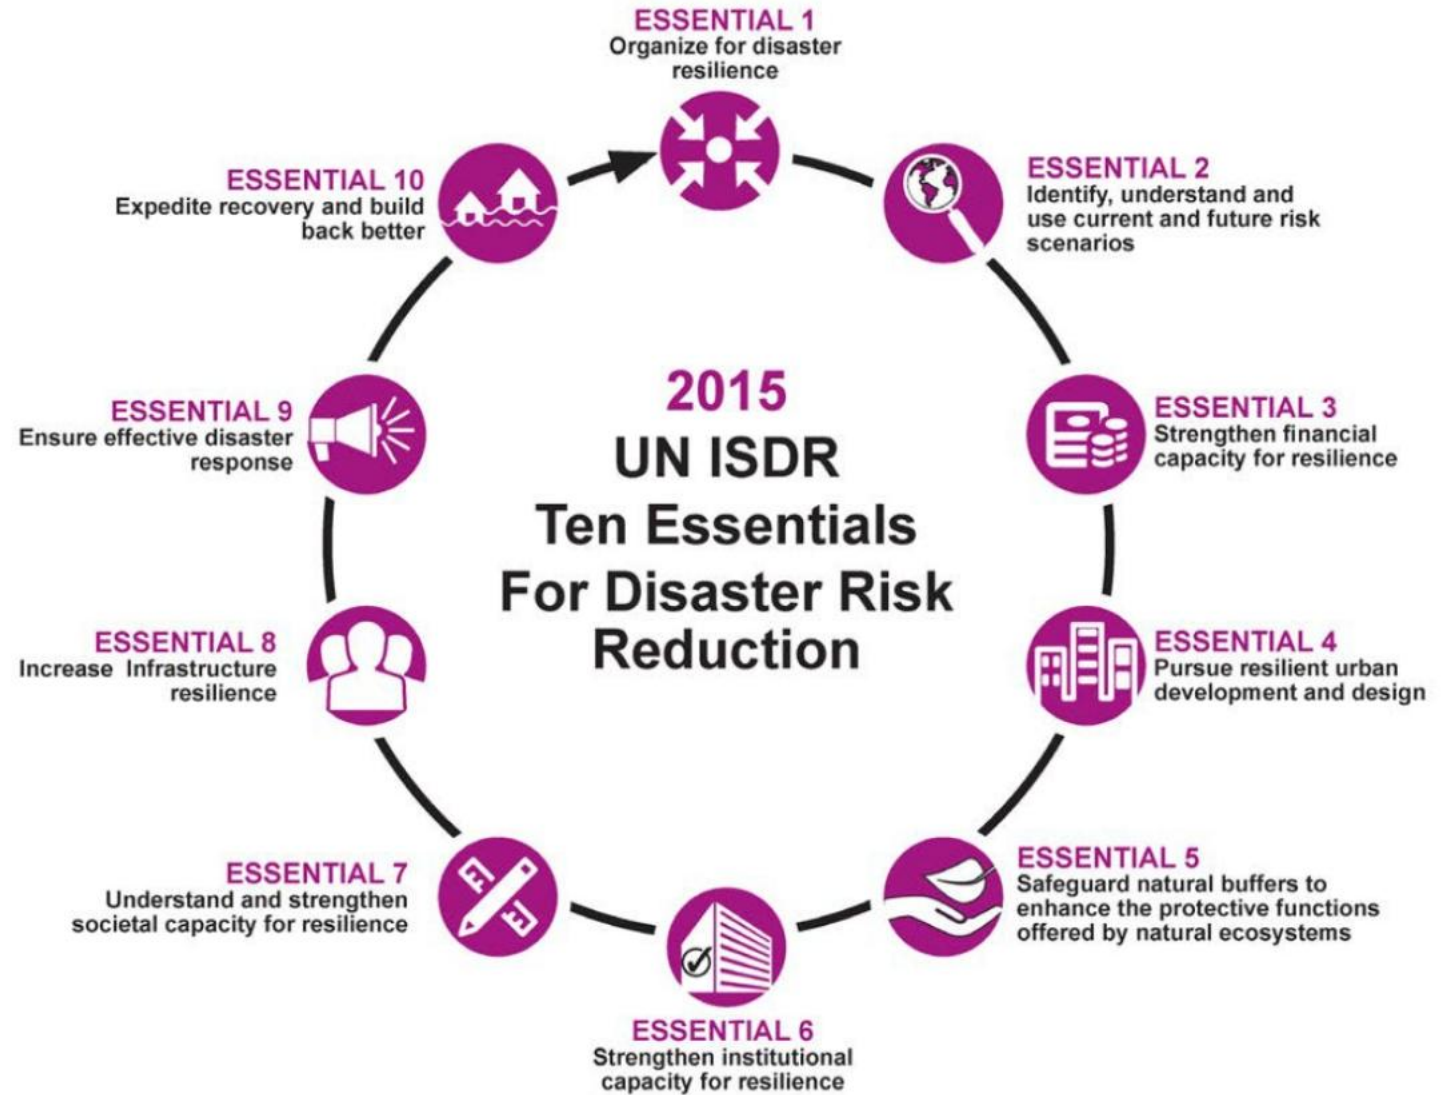 ESSENTIAL 1
Organize for disaster
resilience
ESSENTIAL 2
Identify, understand and
use current and future risk
scenarios
ESSENTIAL 3
Strengthen financial
capacity for resilience
ESSENTIAL 4
Pursue resilient urban
development and design
ESSENTIAL 5
Safeguard natural buffers to
enhance the protective functions
offered by natural ecosystems
ESSENTIAL 6
Strengthen institutional
capacity for resilience
ESSENTIAL 7
Understand and strengthen
societal capacity for resilience
ESSENTIAL 8
Increase Infrastructure
resilience
ESSENTIAL 9
Ensure effective disaster
response
ESSENTIAL 10
Expedite recovery and build
back better
2015
UN ISDR
Ten Essentials
For Disaster Risk
Reduction